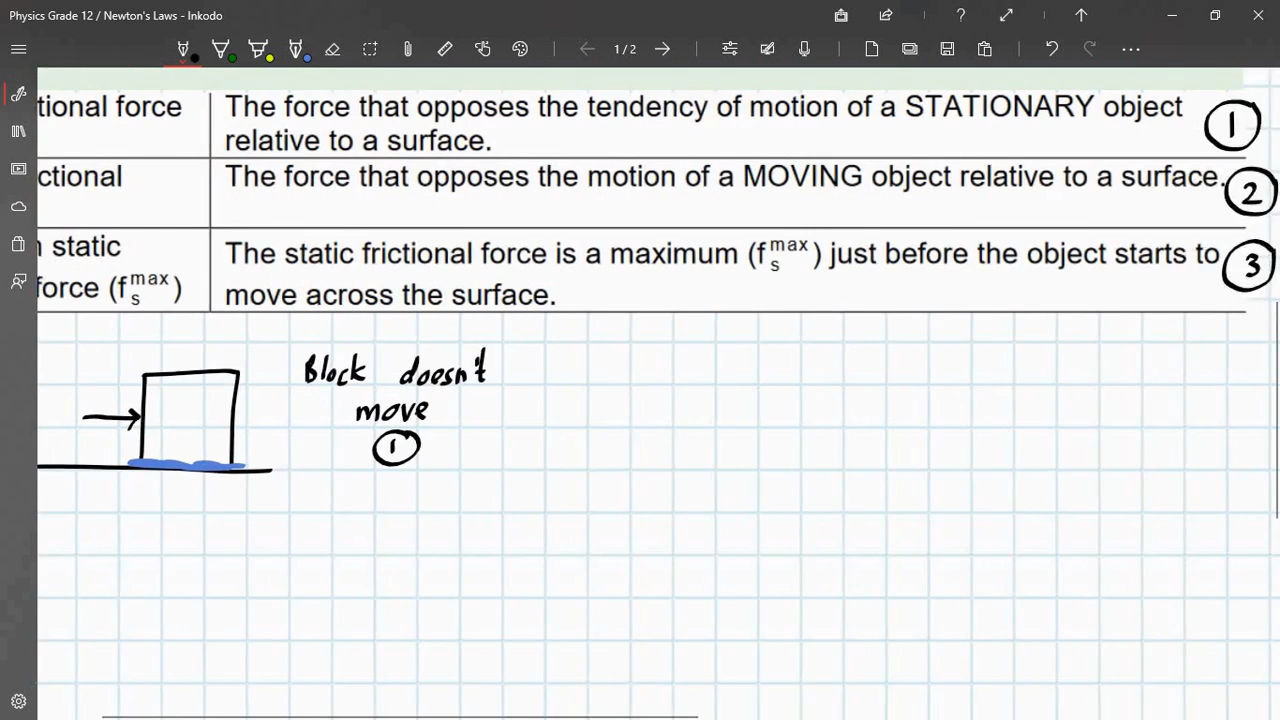 Physics Grade 12 / Newton's Laws - Inkodo
1/2
tional force
The force that opposes the tendency of motion of a STATIONARY object
relative to a surface.
1
ctional
The force that opposes the motion of a MOVING object relative to a surface.
2
n static
force (f_s^max)
The static frictional force is a maximum (f_s^max) just before the object starts to
move across the surface.
3
Block doesn't
move
1